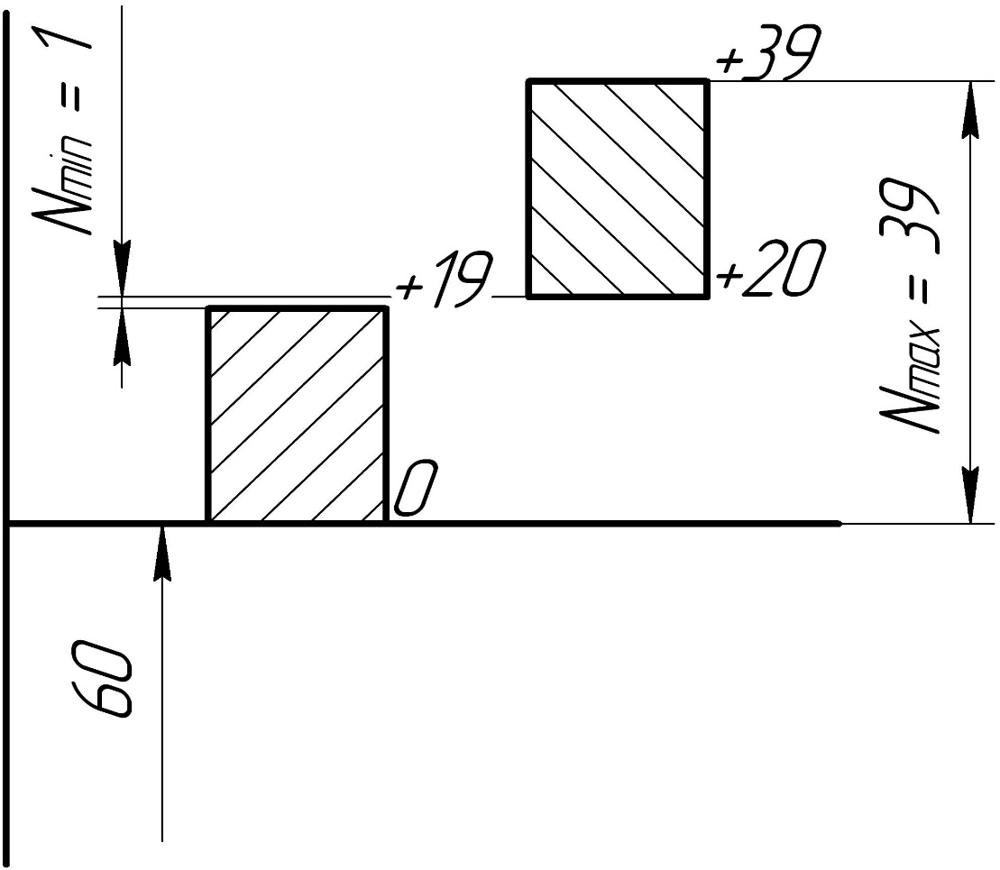 Nmin = 1
+39
+19
+20
Nmax = 39
0
60